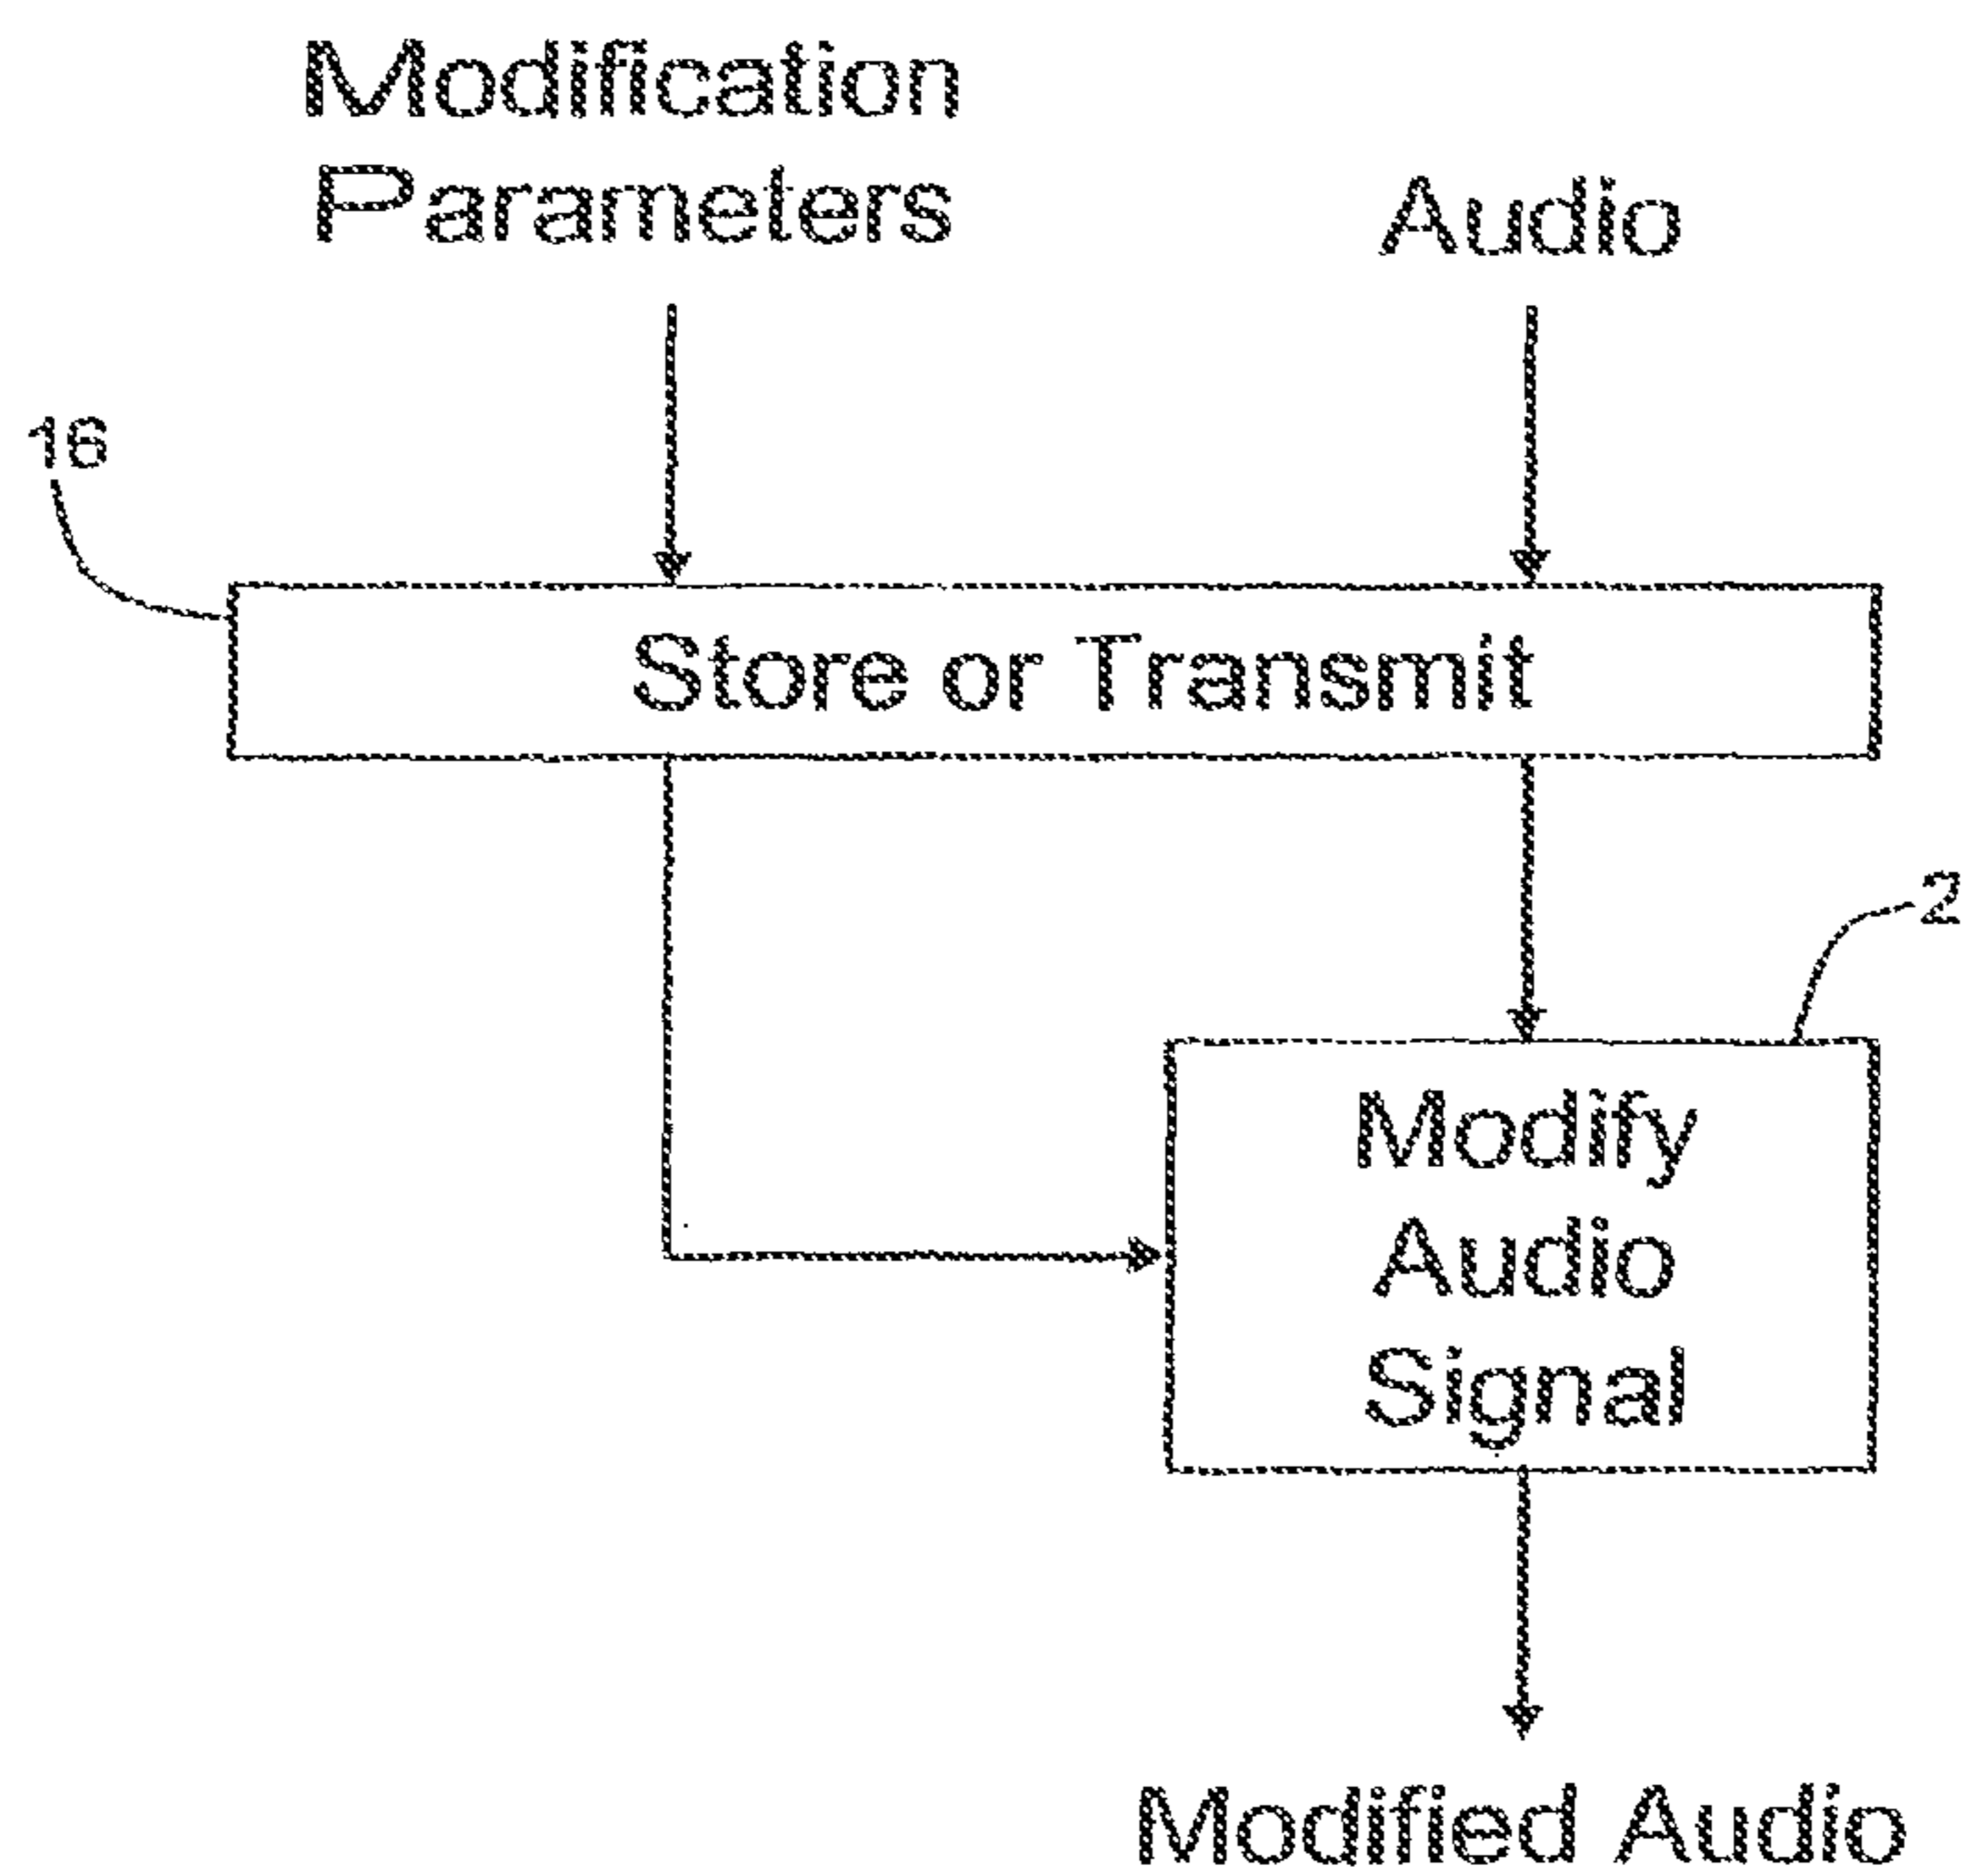 Modification
Parameters
Audio
16
Store or Transmit
2
Modify
Audio
Signal
Modified Audio